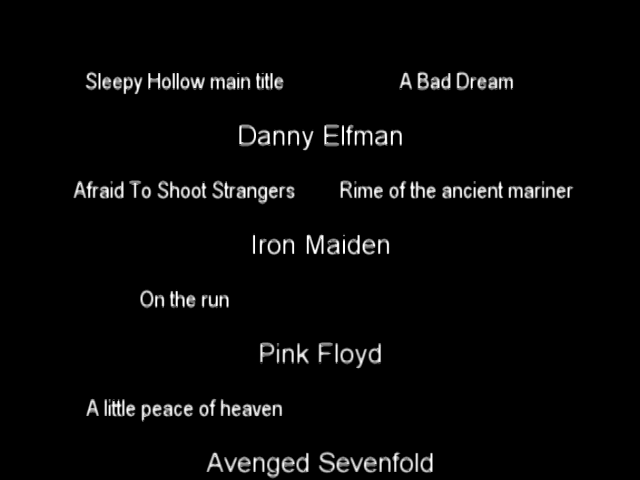 Sleepy Hollow main title A Bad Dream
Danny Elfman
Afraid To Shoot Strangers Rime of the ancient mariner
Iron Maiden
On the run
Pink Floyd
A little peace of heaven
Avenged Sevenfold